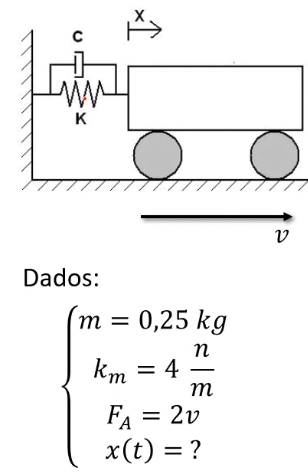 x
C
K
v
Dados:
m = 0,25 kg
k_m = 4 n/m
F_A = 2v
x(t) = ?